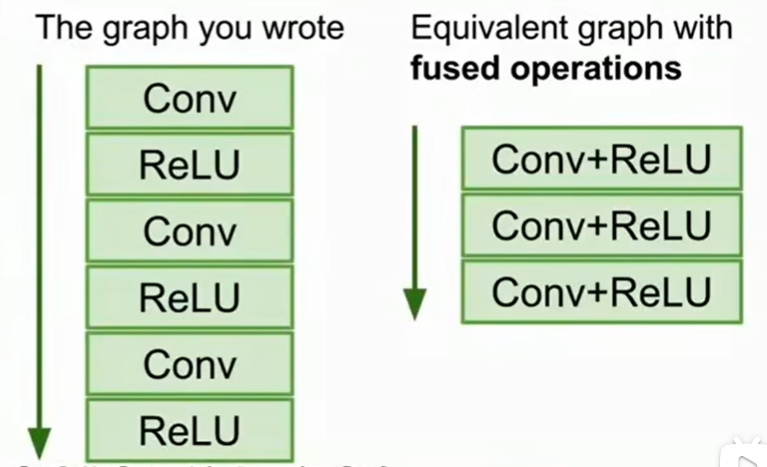 The graph you wrote
Conv
ReLU
Conv
ReLU
Conv
ReLU
Equivalent graph with
fused operations
Conv+ReLU
Conv+ReLU
Conv+ReLU